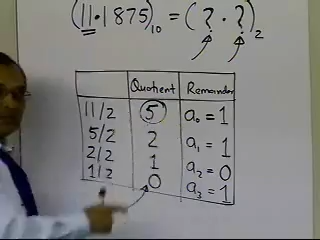 (11.1875)₁₀ = (? . ?)₂
Quotient Remainder
11/2 5 a₀ = 1
5/2 2 a₁ = 1
2/2 1 a₂ = 0
1/2 0 a₃ = 1